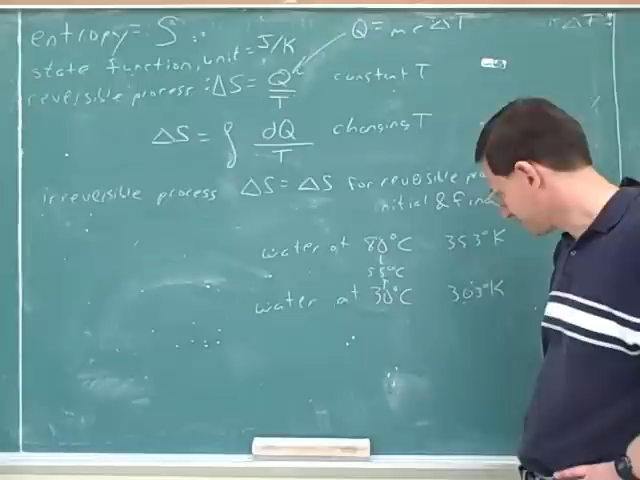 entropy = S :
Q = mcΔT
state function, unit = J/K
reversible process: ΔS = Q/T constant T
ΔS = ∫ dQ/T changing T
irreversible process ΔS = ΔS for reversible
initial &
water at 80°C 353°K
55°C
water at 30°C 303°K